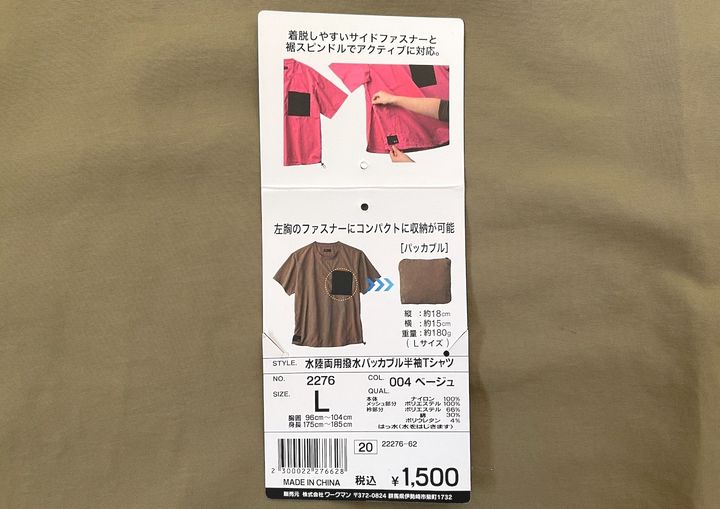 着脱しやすいサイドファスナーと
裾スピンドルでアクティブに対応。
左胸のファスナーにコンパクトに収納が可能
[パッカブル]
縦：約18cm
横：約15cm
重量：約180g
（Lサイズ）
STYLE. 水陸両用撥水パッカブル半袖Tシャツ
NO. 2276 COL. 004 ベージュ
SIZE. L
胸囲 96cm〜104cm
身長 175cm〜185cm
QUAL.
本体 ナイロン 100%
メッシュ部分 ポリエステル 100%
衿部分 ポリエステル 66%
綿 30%
ポリウレタン 4%
はっ水(水をはじきます)
20 22276-62
2 300022 276628
MADE IN CHINA 税込 ¥1,500
販売元 株式会社 ワークマン 〒372-0824 群馬県伊勢崎市柴町1732